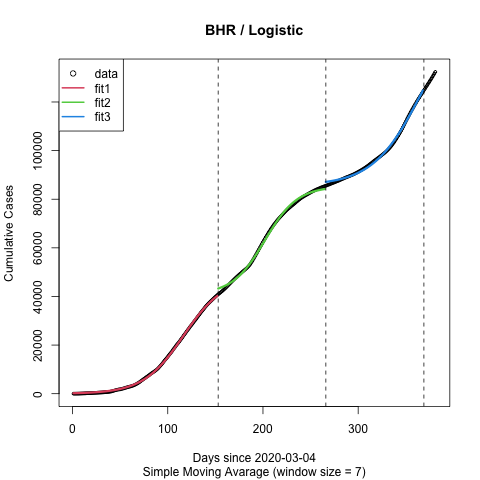 BHR / Logistic
data
fit1
fit2
fit3
Cumulative Cases
100000
80000
60000
40000
20000
0
0 100 200 300
Days since 2020-03-04
Simple Moving Avarage (window size = 7)